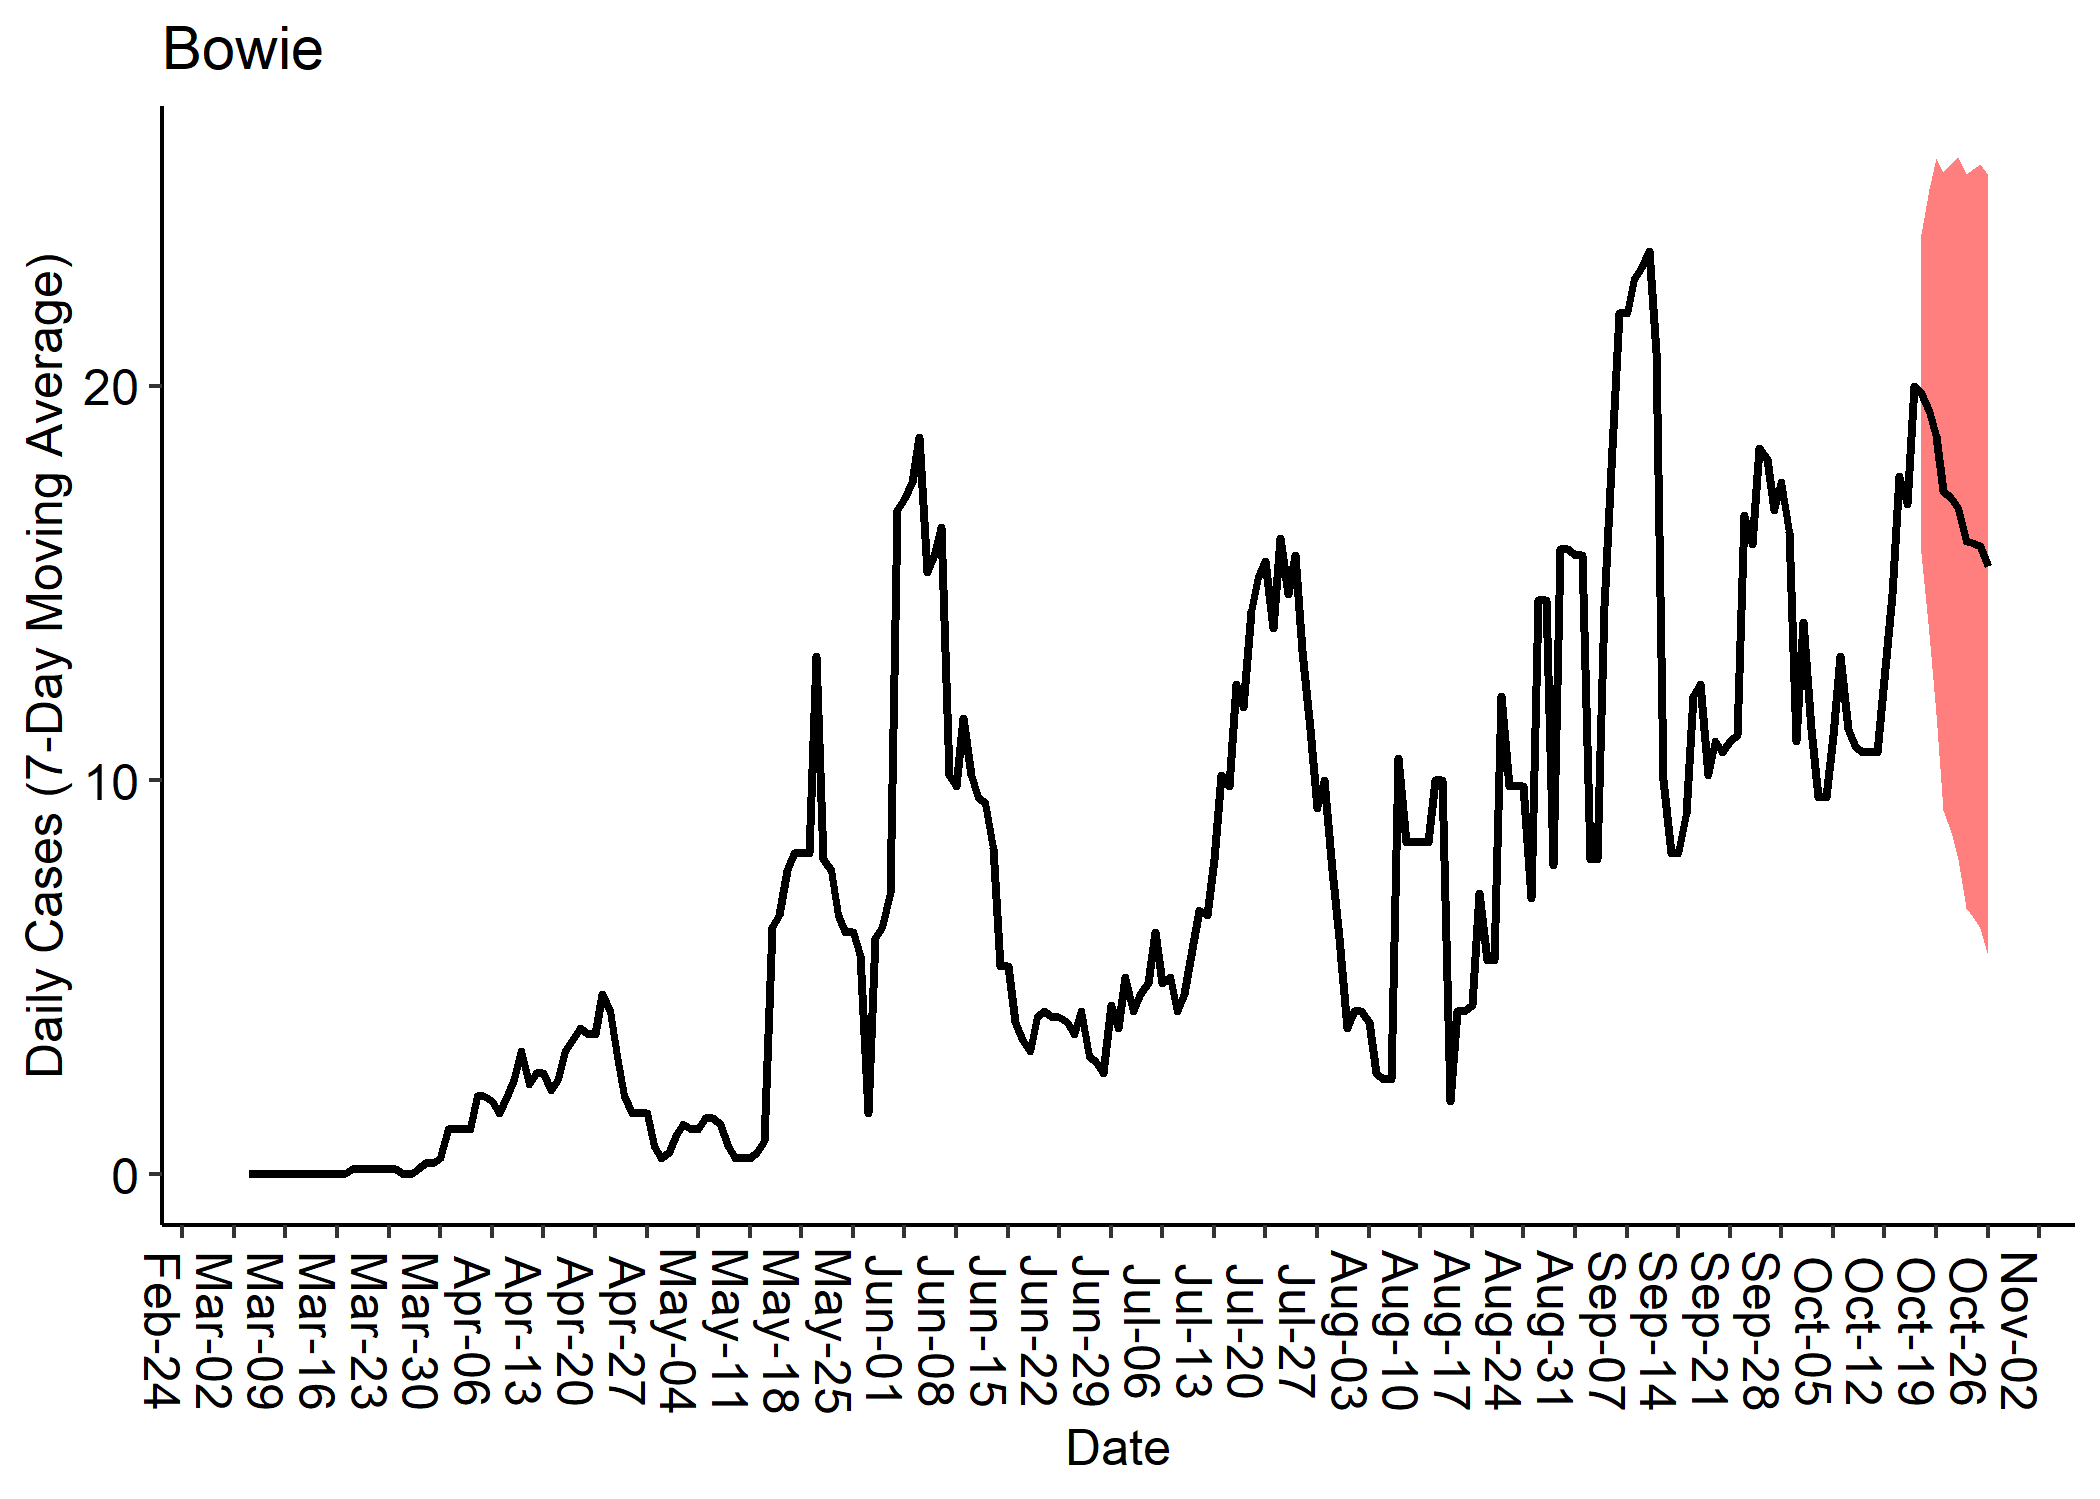 Bowie
Daily Cases (7-Day Moving Average)
20
10
0
Feb-24
Mar-02
Mar-09
Mar-16
Mar-23
Mar-30
Apr-06
Apr-13
Apr-20
Apr-27
May-04
May-11
May-18
May-25
Jun-01
Jun-08
Jun-15
Jun-22
Jun-29
Jul-06
Jul-13
Jul-20
Jul-27
Aug-03
Aug-10
Aug-17
Aug-24
Aug-31
Sep-07
Sep-14
Sep-21
Sep-28
Oct-05
Oct-12
Oct-19
Oct-26
Nov-02
Date